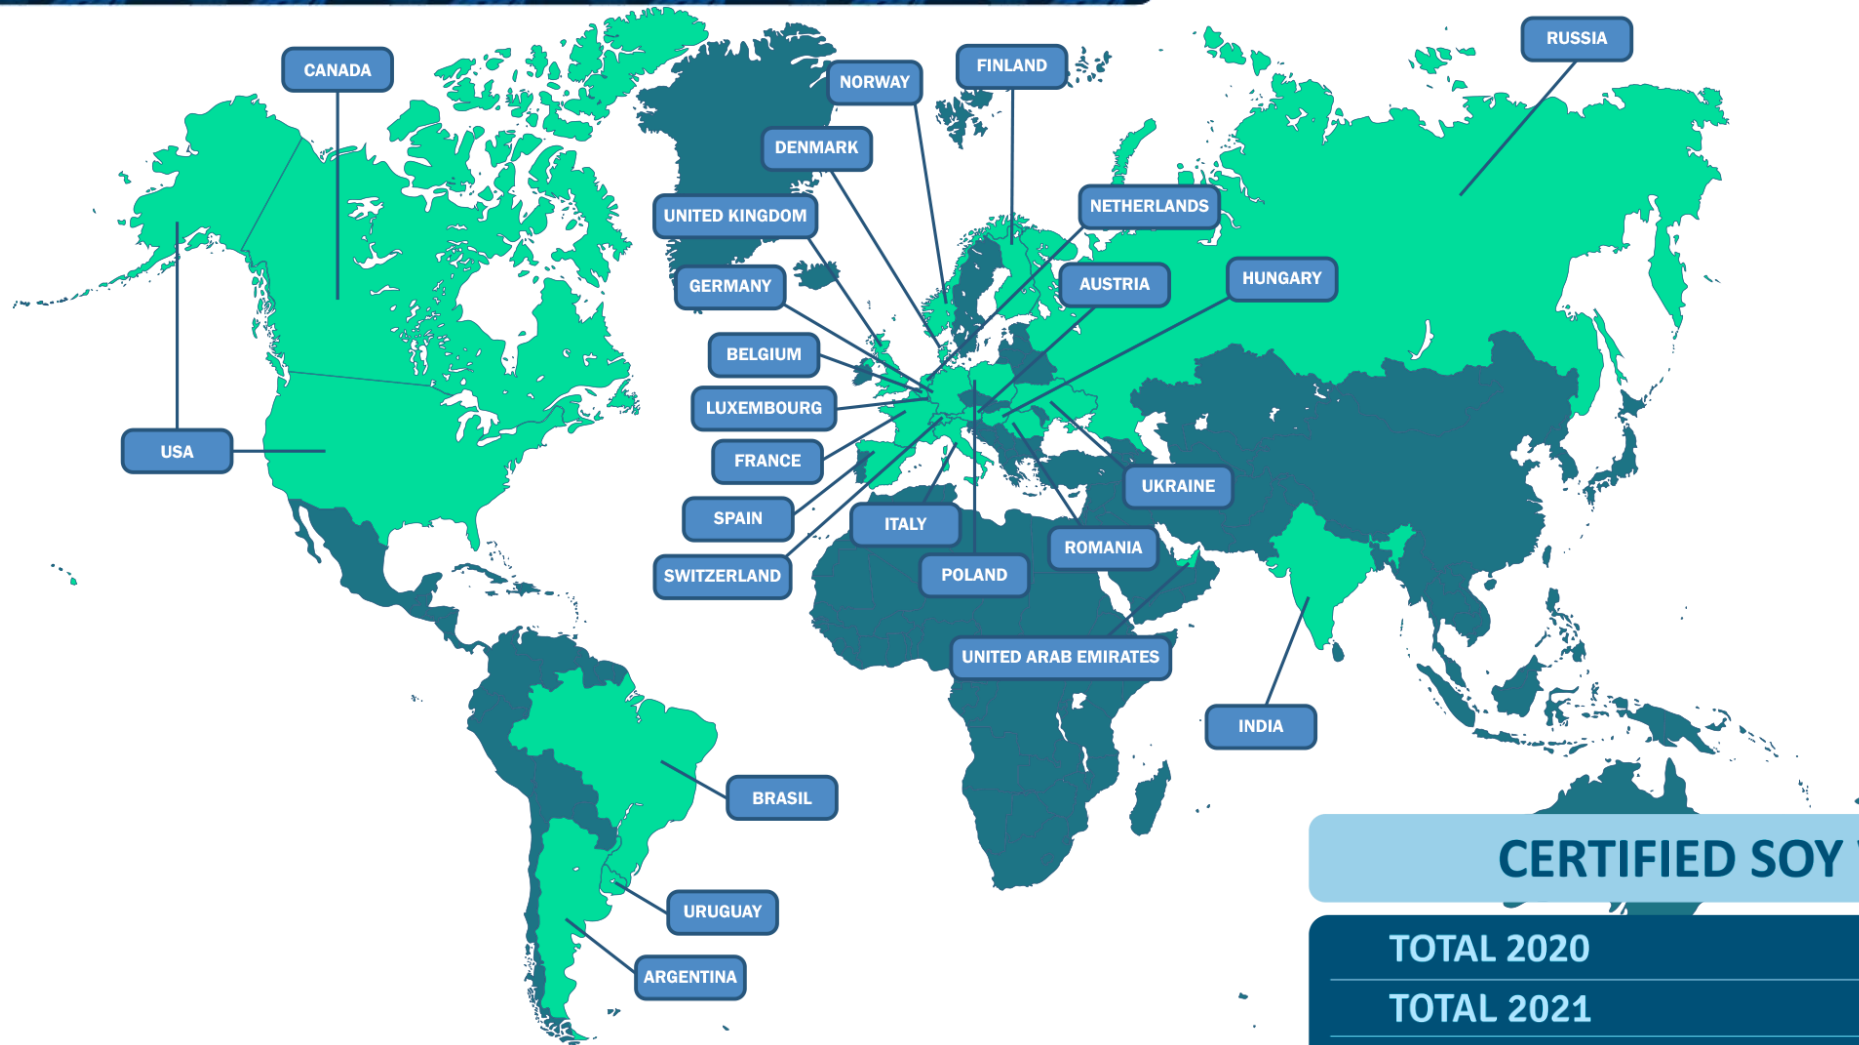 RUSSIA
FINLAND
CANADA
NORWAY
DENMARK
NETHERLANDS
UNITED KINGDOM
HUNGARY
AUSTRIA
GERMANY
BELGIUM
LUXEMBOURG
USA
FRANCE
UKRAINE
SPAIN
ITALY
ROMANIA
SWITZERLAND
POLAND
UNITED ARAB EMIRATES
INDIA
BRASIL
CERTIFIED SOY
URUGUAY
TOTAL 2020
ARGENTINA
TOTAL 2021